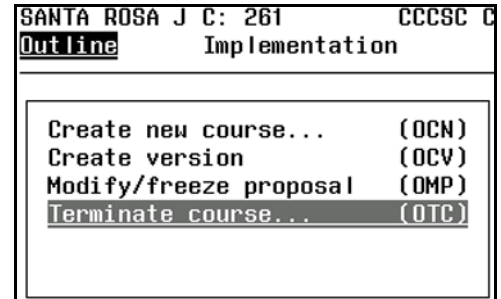 SANTA ROSA J C: 261 CCCSC C
Outline Implementation
Create new course... (OCN)
Create version (OCV)
Modify/freeze proposal (OMP)
Terminate course... (OTC)